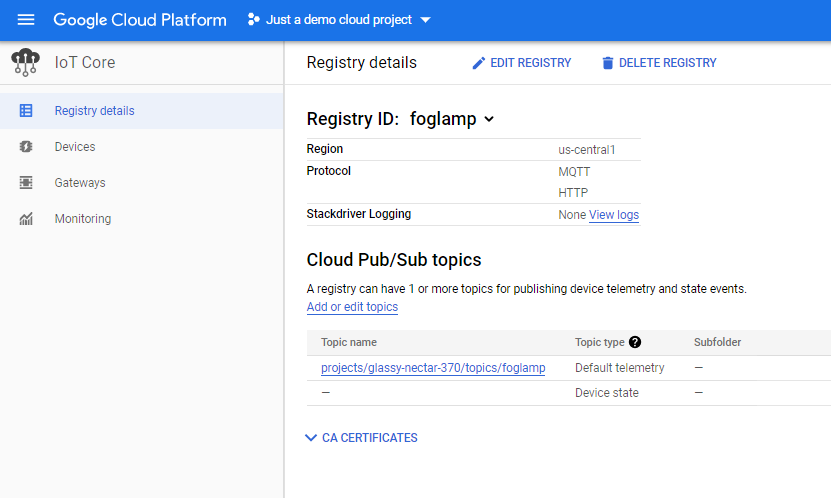 Google Cloud Platform Just a demo cloud project
IoT Core
Registry details EDIT REGISTRY DELETE REGISTRY
Registry details
Devices
Gateways
Monitoring
Registry ID: foglamp
Region us-central1
Protocol MQTT
HTTP
Stackdriver Logging None View logs
Cloud Pub/Sub topics
A registry can have 1 or more topics for publishing device telemetry and state events.
Add or edit topics
Topic name Topic type ? Subfolder
projects/glassy-nectar-370/topics/foglamp Default telemetry —
— Device state —
CA CERTIFICATES